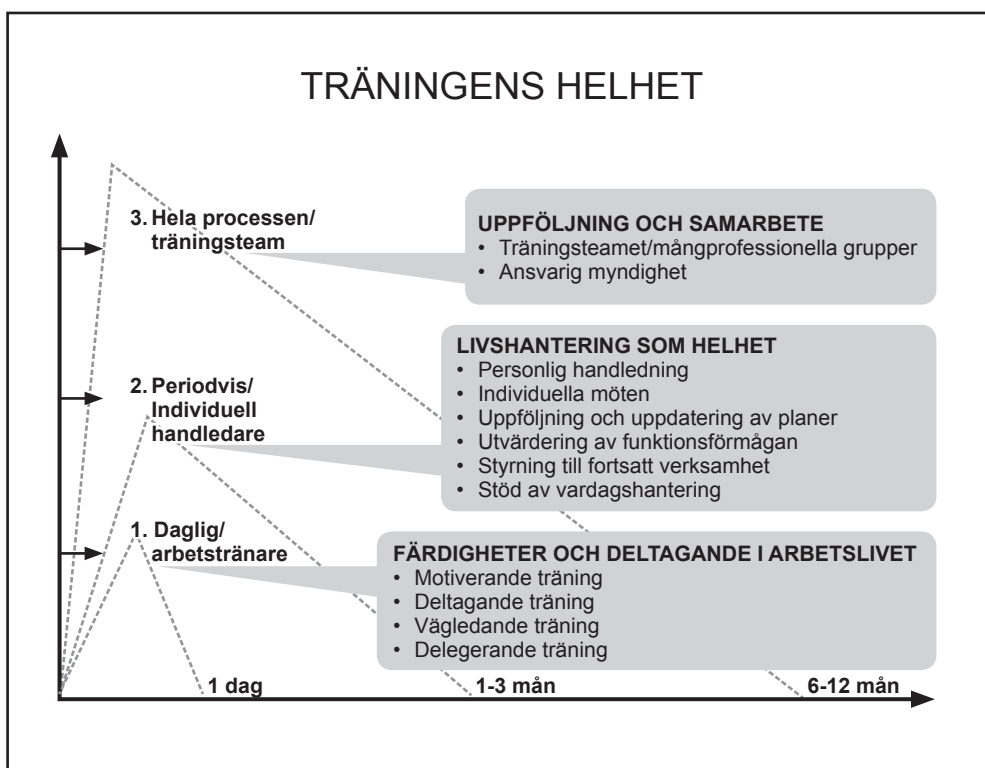 TRÄNINGENS HELHET
3. Hela processen/
träningsteam
UPPFÖLJNING OCH SAMARBETE
• Träningsteamet/mångprofessionella grupper
• Ansvarig myndighet
2. Periodvis/
Individuell
handledare
LIVSHANTERING SOM HELHET
• Personlig handledning
• Individuella möten
• Uppföljning och uppdatering av planer
• Utvärdering av funktionsförmågan
• Styrning till fortsatt verksamhet
• Stöd av vardagshantering
1. Daglig/
arbetstränare
FÄRDIGHETER OCH DELTAGANDE I ARBETSLIVET
• Motiverande träning
• Deltagande träning
• Vägledande träning
• Delegerande träning
1 dag
1-3 mån
6-12 mån